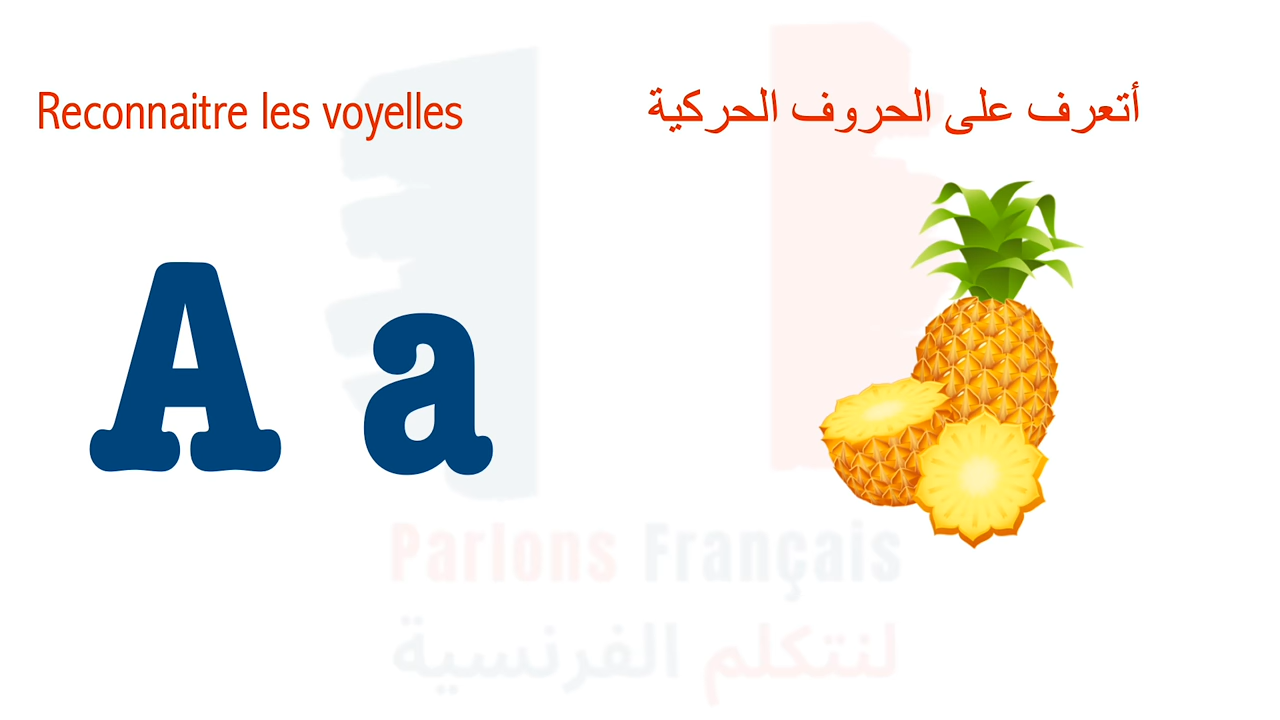 Reconnaitre les voyelles
أتعرف على الحروف الحركية
A a
Parlons Français
لنتكلم الفرنسية